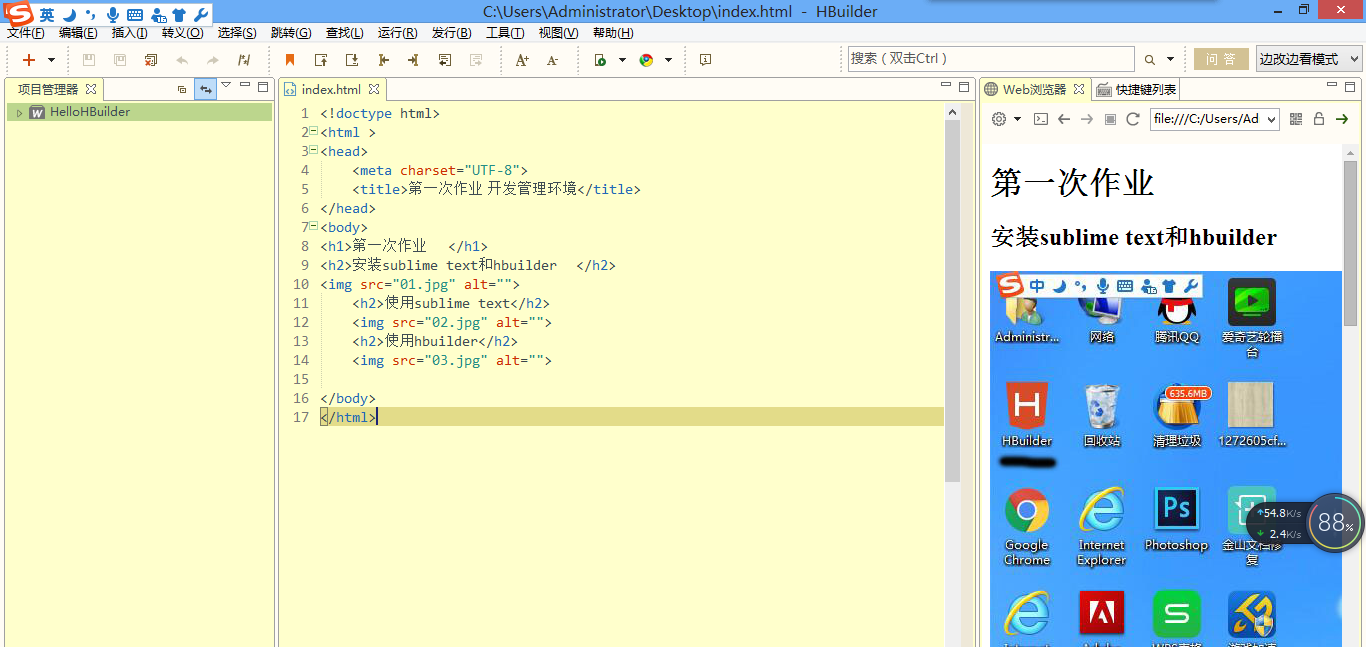 英
C:\Users\Administrator\Desktop\index.html - HBuilder
文件(F) 编辑(E) 插入(I) 转义(O) 选择(S) 跳转(G) 查找(L) 运行(R) 发行(B) 工具(T) 视图(V) 帮助(H)
搜索（双击Ctrl）
问 答
边改边看模式
项目管理器
index.html
Web浏览器
快捷键列表
HelloHBuilder
file:///C:/Users/Ad
1 <!doctype html>
2 <html >
3 <head>
4 <meta charset="UTF-8">
5 <title>第一次作业 开发管理环境</title>
6 </head>
7 <body>
8 <h1>第一次作业 </h1>
9 <h2>安装sublime text和hbuilder </h2>
10 <img src="01.jpg" alt="">
11 <h2>使用sublime text</h2>
12 <img src="02.jpg" alt="">
13 <h2>使用hbuilder</h2>
14 <img src="03.jpg" alt="">
15
16 </body>
17 </html>
第一次作业
安装sublime text和hbuilder
中
Administr...
网络
腾讯QQ
爱奇艺轮播台
635.6MB
HBuilder
回收站
清理垃圾
1272605cf...
Google Chrome
Internet Explorer
Ps
Photoshop
54.8K/s
2.4K/s
88%